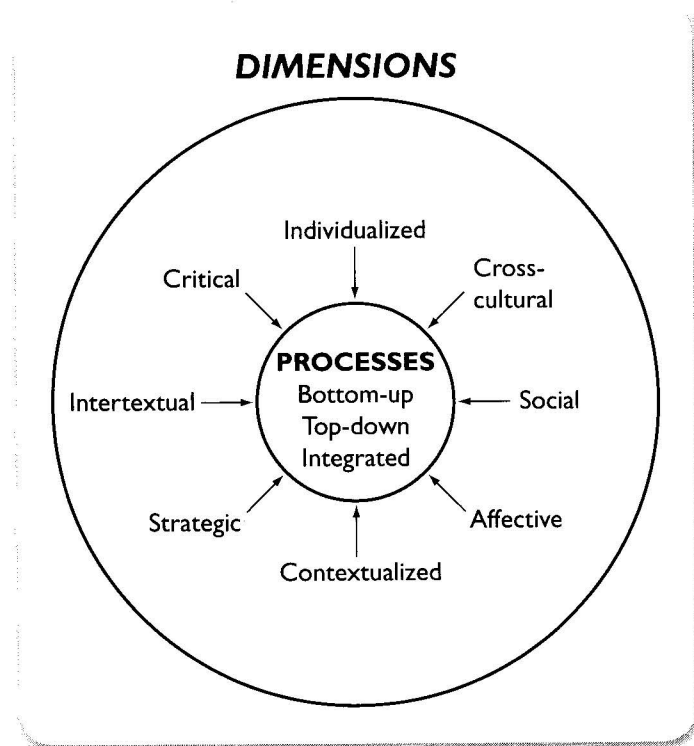 DIMENSIONS
Individualized
Critical
Cross-
cultural
PROCESSES
Bottom-up
Top-down
Integrated
Intertextual
Social
Strategic
Affective
Contextualized